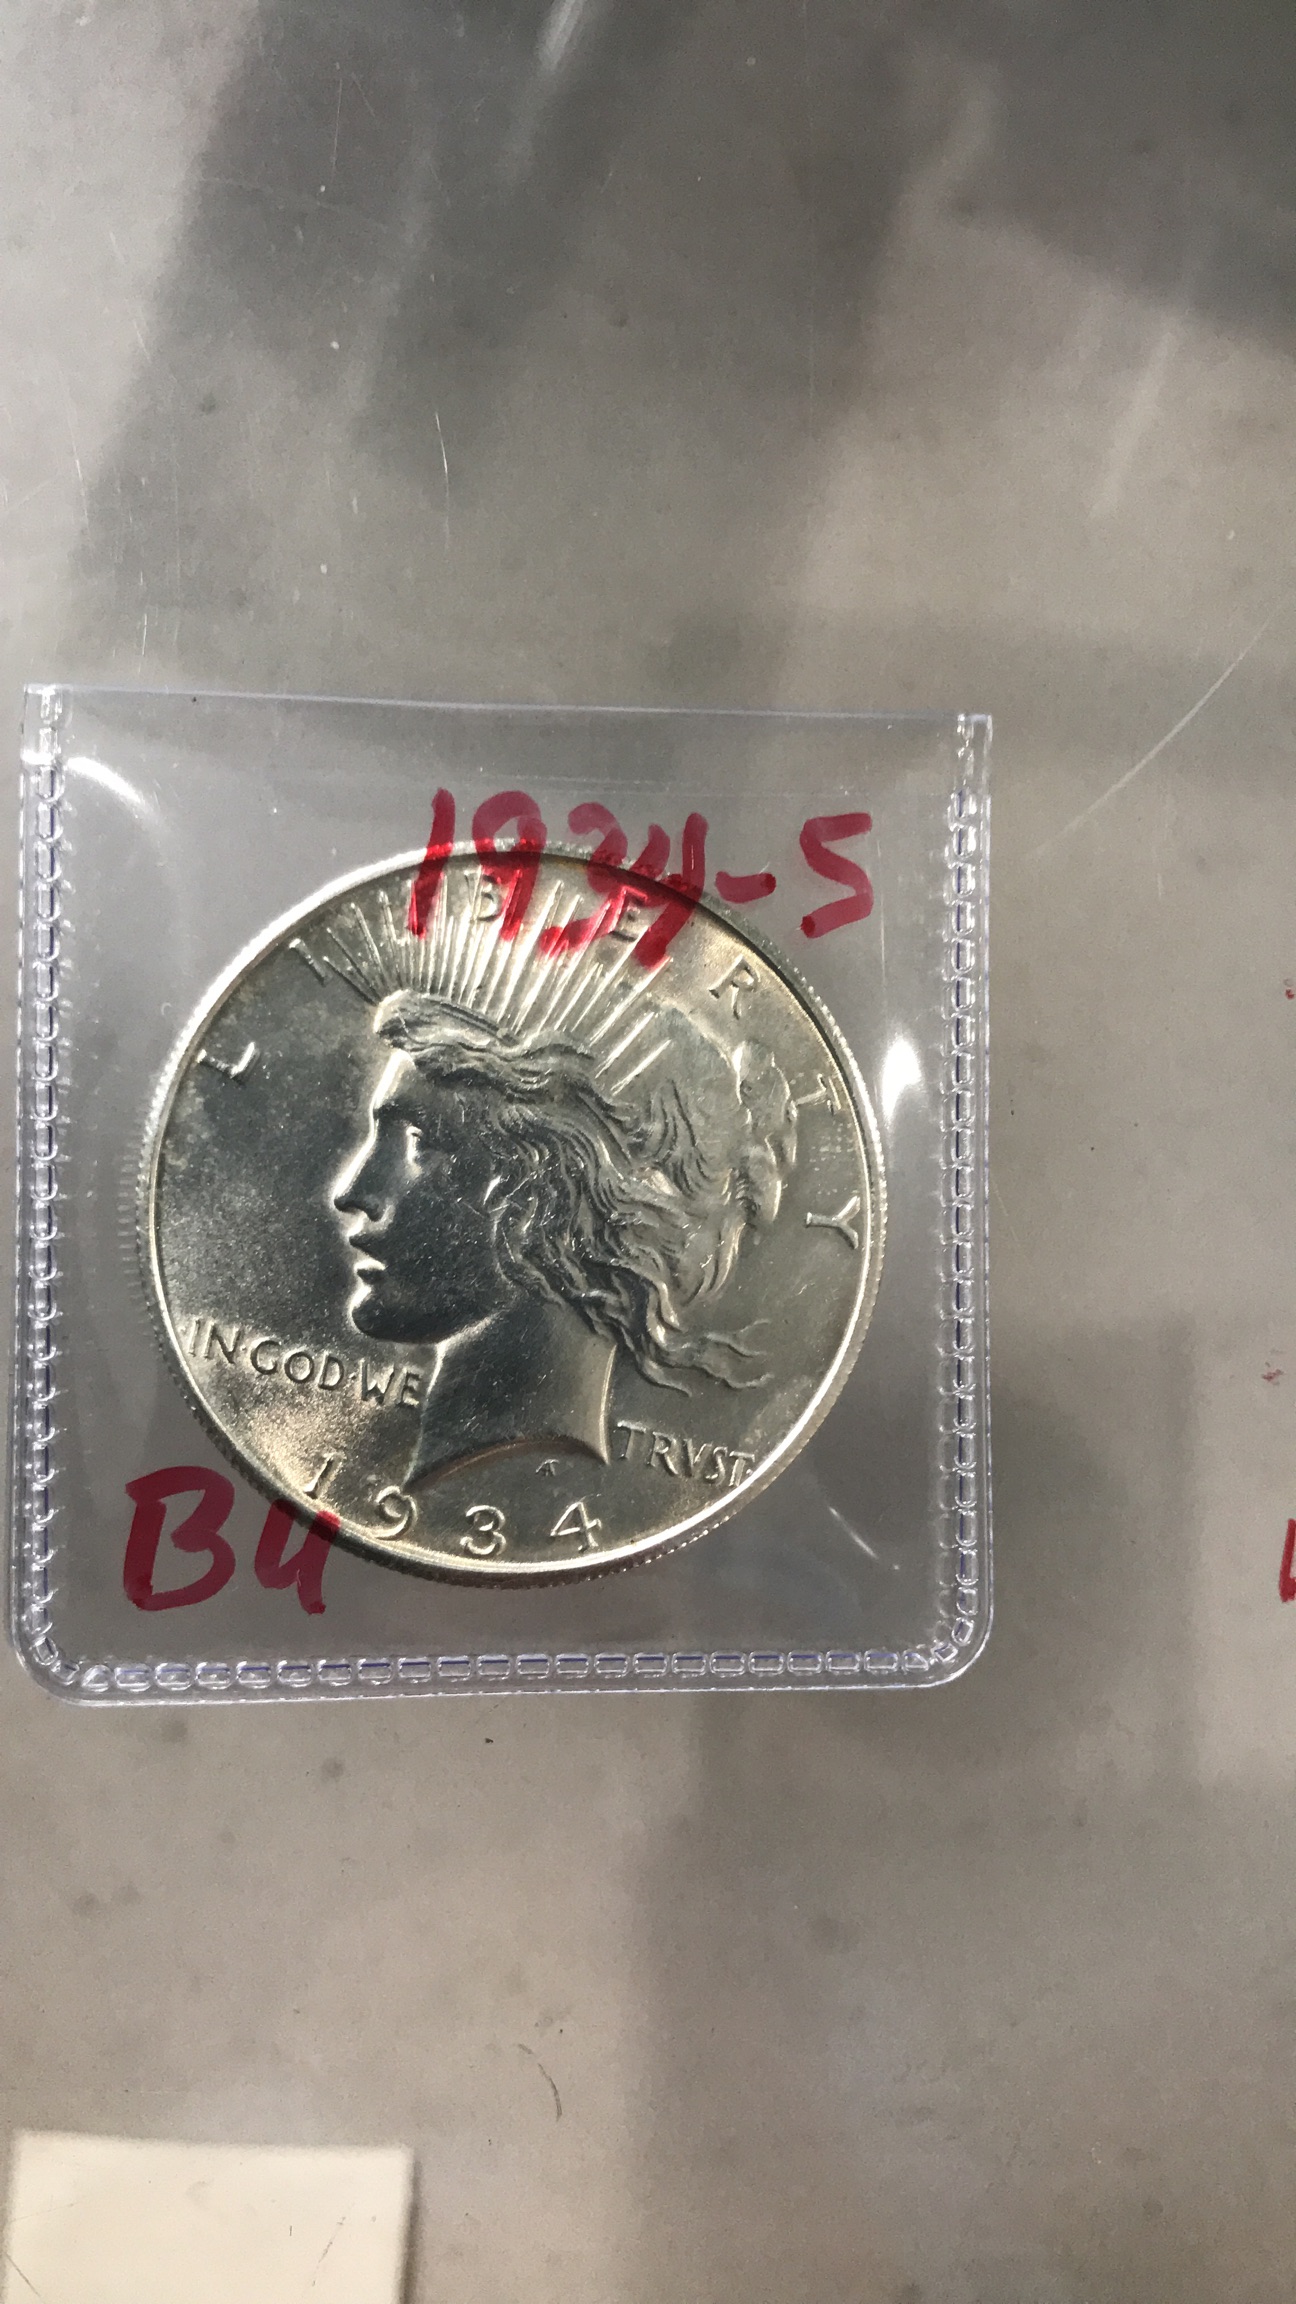 1934-S
LIBERTY
IN·GOD·WE TRVST·
1934
BU